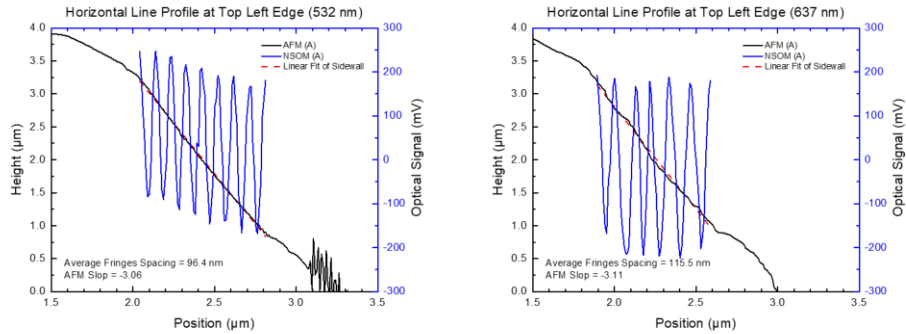 Horizontal Line Profile at Top Left Edge (532 nm)
4.0
3.5
3.0
2.5
2.0
1.5
1.0
0.5
0.0
Height (µm)
AFM (A)
NSOM (A)
Linear Fit of Sidewall
Average Fringes Spacing = 96.4 nm
AFM Slop = -3.06
300
200
100
0
-100
-200
-300
Optical Signal (mV)
1.5 2.0 2.5 3.0 3.5
Position (µm)
Horizontal Line Profile at Top Left Edge (637 nm)
4.0
3.5
3.0
2.5
2.0
1.5
1.0
0.5
0.0
Height (µm)
AFM (A)
NSOM (A)
Linear Fit of Sidewall
Average Fringes Spacing = 115.5 nm
AFM Slop = -3.11
300
200
100
0
-100
-200
-300
Optical Signal (mV)
1.5 2.0 2.5 3.0 3.5
Position (µm)